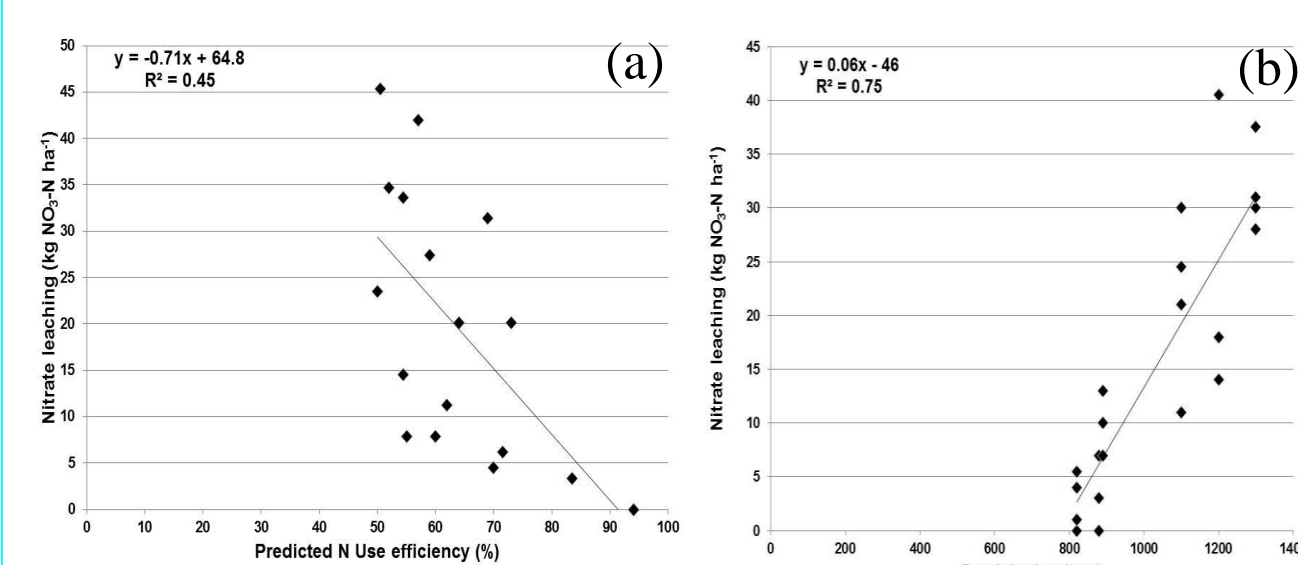 y = -0.71x + 64.8
R² = 0.45
(a)
Nitrate leaching (kg NO₃-N ha⁻¹)
50
45
40
35
30
25
20
15
10
5
0
0 10 20 30 40 50 60 70 80 90 100
Predicted N Use efficiency (%)
y = 0.06x - 46
R² = 0.75
(b)
Nitrate leaching (kg NO₃-N ha⁻¹)
45
40
35
30
25
20
15
10
5
0
0 200 400 600 800 1000 1200 140